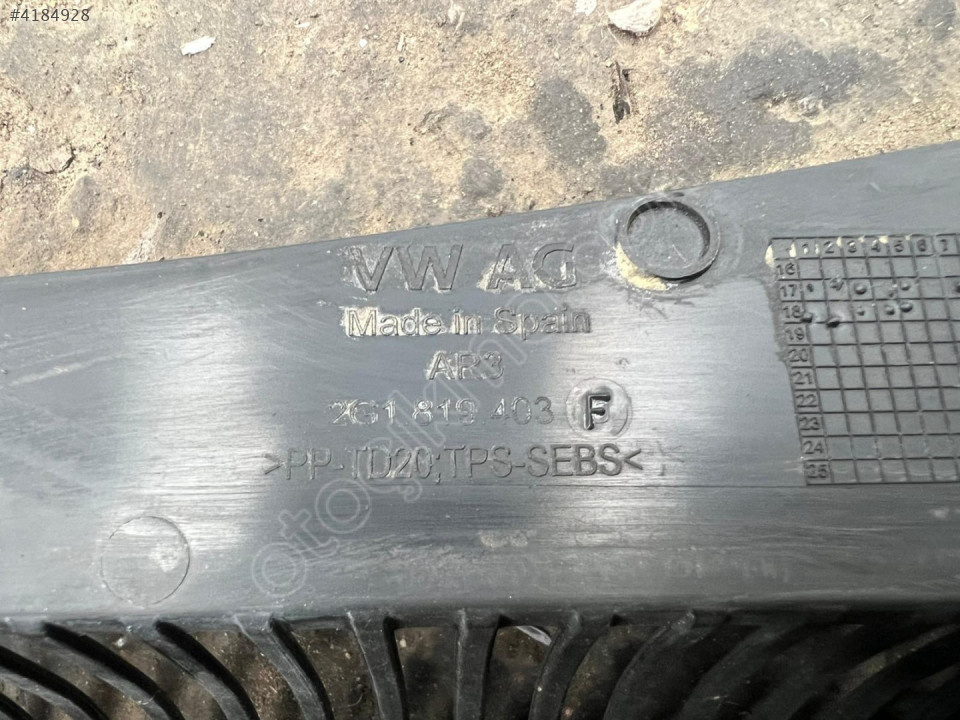 #4184928
VW AG
Made in Spain
AR3
2G1 819 403 F
>PP-TD20;TPS-SEBS<
1 2 3 4 5 6 7
16
17
18
19
20
21
22
23
24
25